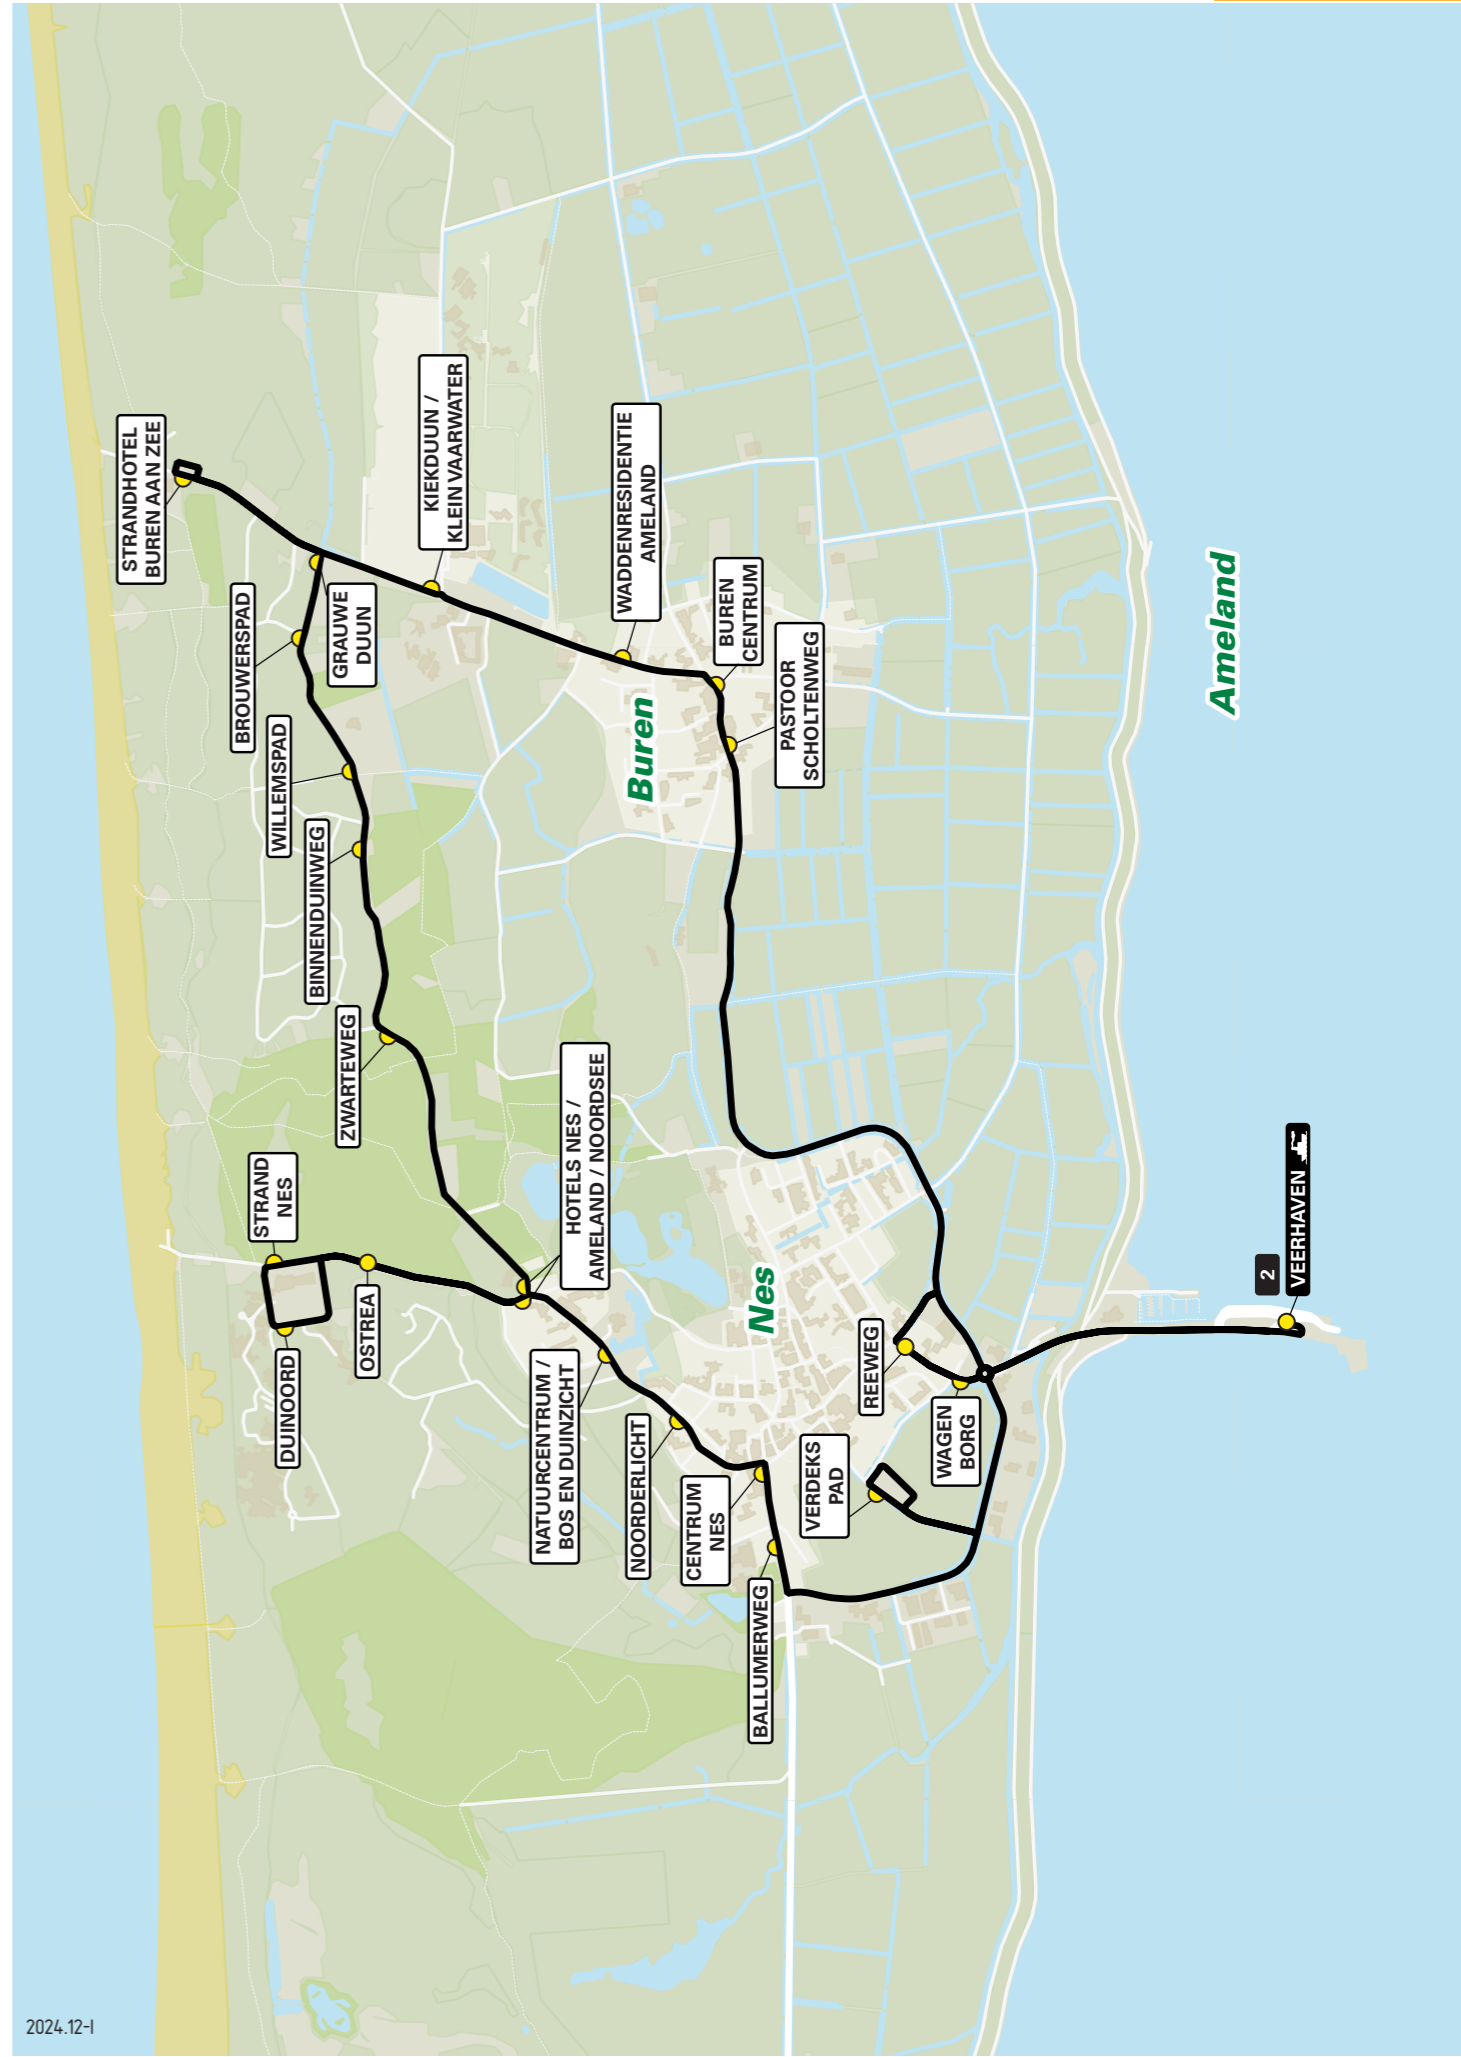 STRANDHOTEL
BUREN AAN ZEE
KIEKDUUN /
KLEIN VAARWATER
WADDENRESIDENTIE
AMELAND
BROUWERSPAD
GRAUWE
DUUN
BUREN
CENTRUM
PASTOOR
SCHOLTENWEG
Buren
Ameland
WILLEMSPAD
BINNENDUINWEG
ZWARTEWEG
HOTELS NES /
AMELAND / NOORDSEE
STRAND
NES
OSTREA
DUINOORD
NATUURCENTRUM /
BOS EN DUINZICHT
NOORDERLICHT
CENTRUM
NES
BALLUMERWEG
Nes
REEWEG
WAGEN
BORG
VERDEKS
PAD
2
VEERHAVEN
2024.12-I